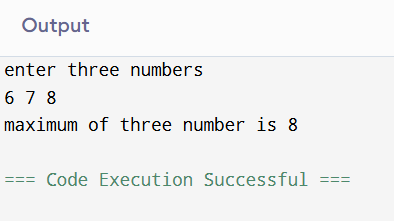 Output
enter three numbers
6 7 8
maximum of three number is 8
=== Code Execution Successful ===